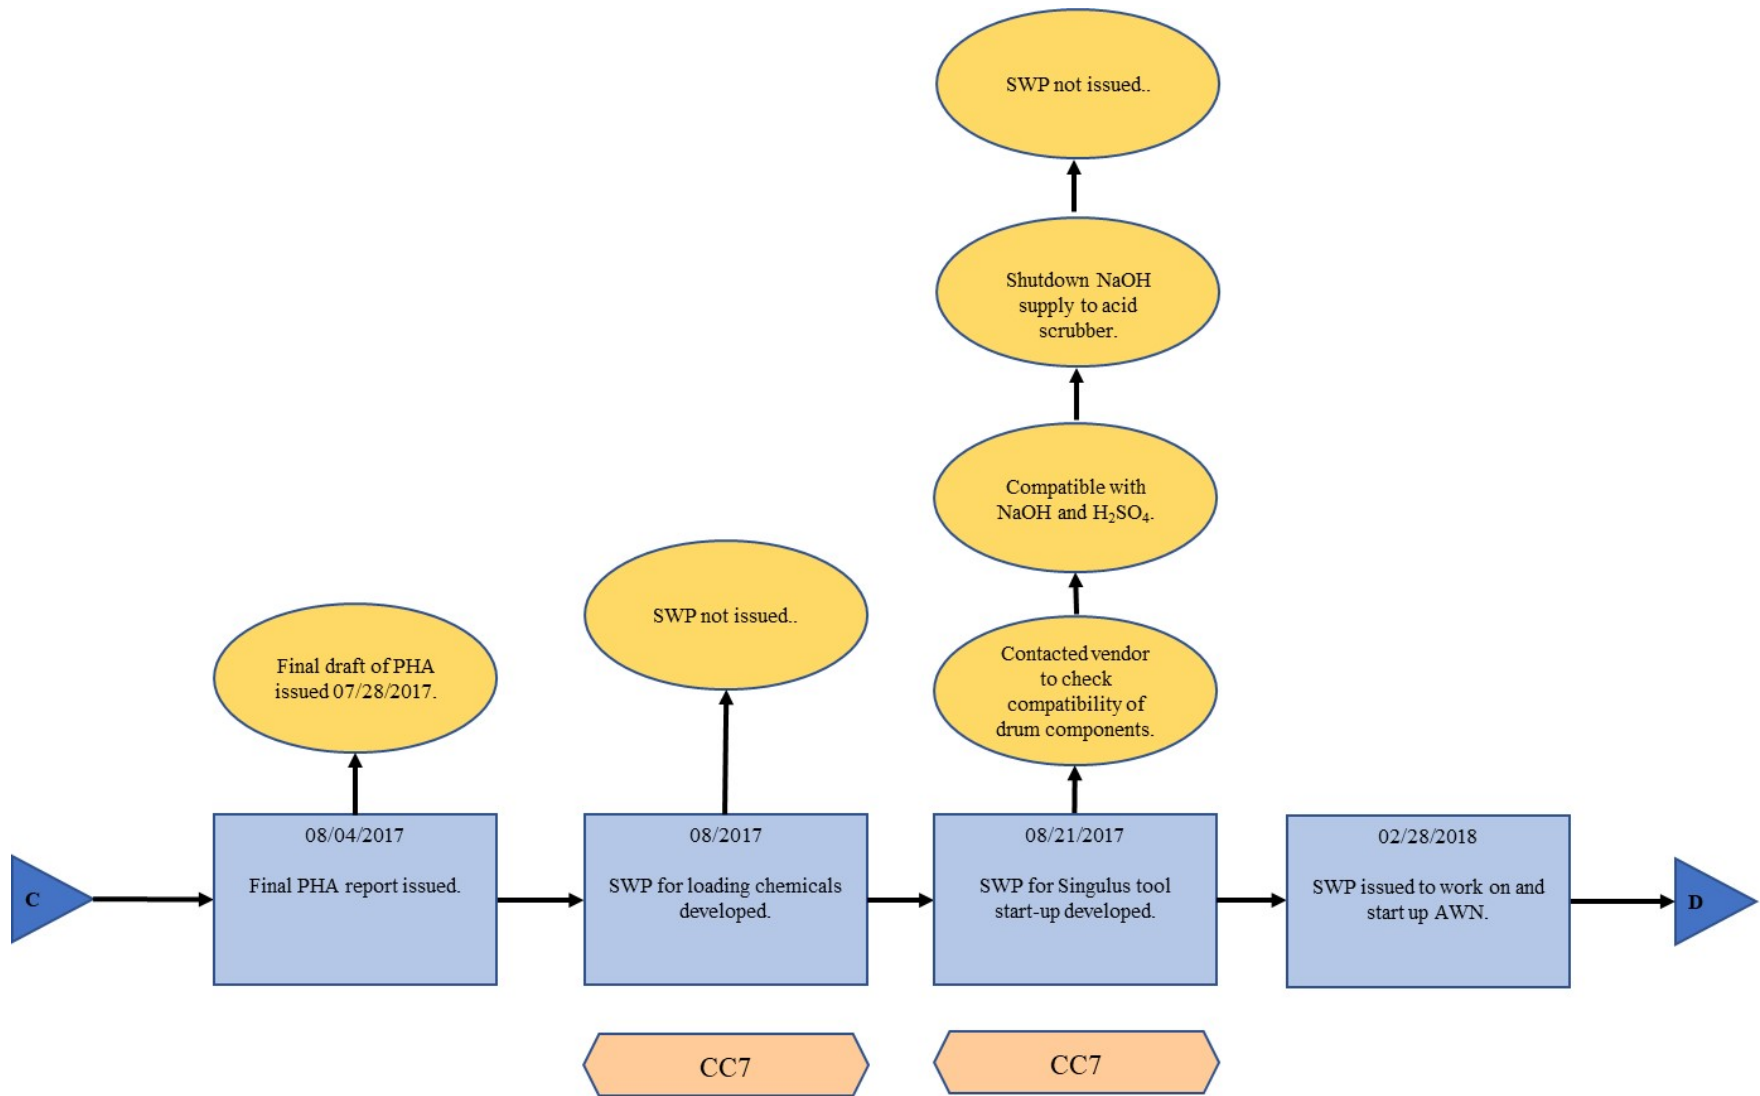 SWP not issued..
Shutdown NaOH
supply to acid
scrubber.
Compatible with
NaOH and H₂SO₄.
SWP not issued..
Final draft of PHA
issued 07/28/2017.
Contacted vendor
to check
compatibility of
drum components.
C
08/04/2017
Final PHA report issued.
08/2017
SWP for loading chemicals
developed.
08/21/2017
SWP for Singulus tool
start-up developed.
02/28/2018
SWP issued to work on and
start up AWN.
D
CC7
CC7